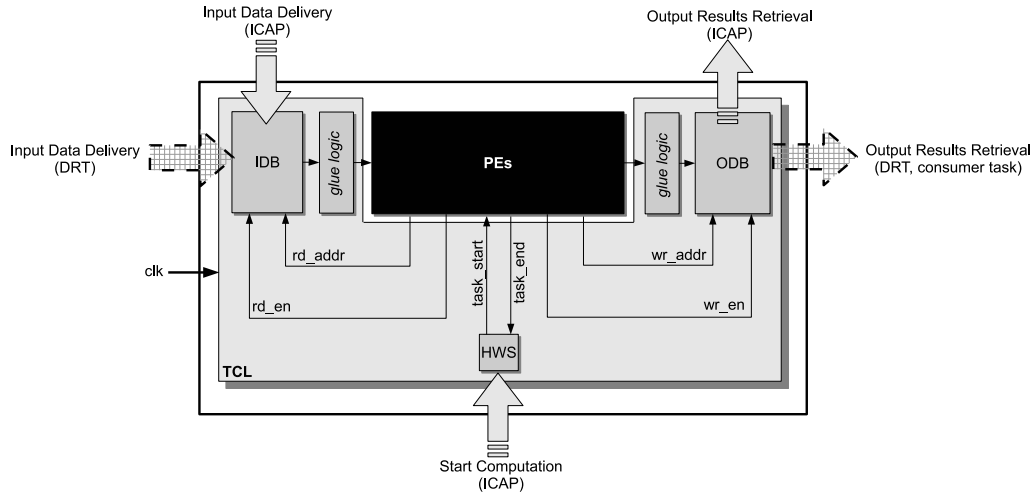 Input Data Delivery
(ICAP)
Output Results Retrieval
(ICAP)
Input Data Delivery
(DRT)
IDB
glue logic
PEs
glue logic
ODB
Output Results Retrieval
(DRT, consumer task)
rd_addr
task_start
task_end
wr_addr
clk
rd_en
wr_en
HWS
TCL
Start Computation
(ICAP)